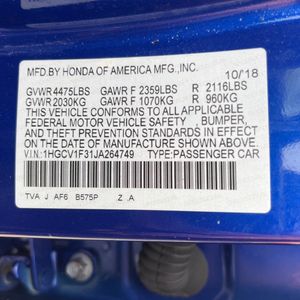 MFD.BY HONDA OF AMERICA MFG.,INC. 10/18
GVWR 4475LBS GAWR F 2359LBS R 2116LBS
GVWR 2030KG GAWR F 1070KG R 960KG
THIS VEHICLE CONFORMS TO ALL APPLICABLE
FEDERAL MOTOR VEHICLE SAFETY , BUMPER,
AND THEFT PREVENTION STANDARDS IN EFFECT
ON THE DATE OF MANUFACTURE SHOWN ABOVE.
V.I.N.:1HGCV1F31JA264749 TYPE:PASSENGER CAR
TVA J AF6 B575P Z .A